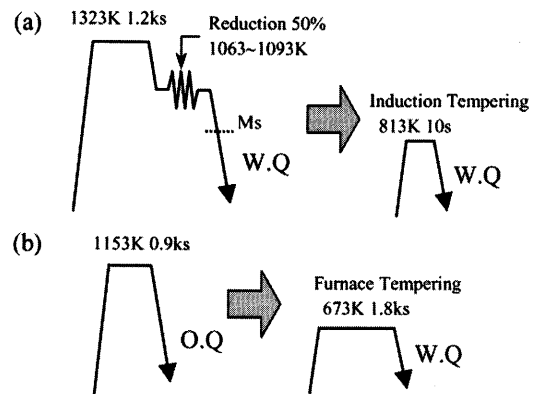 (a)
1323K 1.2ks
Reduction 50%
1063~1093K
Ms
W.Q
Induction Tempering
813K 10s
W.Q
(b)
1153K 0.9ks
O.Q
Furnace Tempering
673K 1.8ks
W.Q